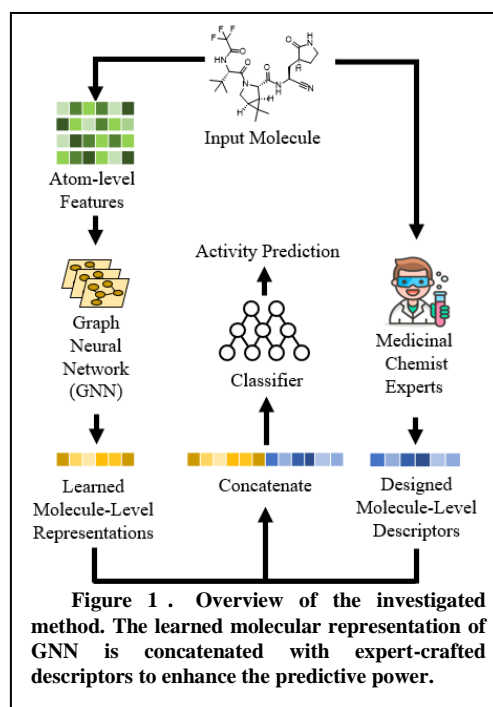 F
F
F
O
NH
O
N
H
H
O
N
H
H
N
O
NH
Input Molecule
Atom-level
Features
Graph
Neural
Network
(GNN)
Learned
Molecule-Level
Representations
Activity Prediction
Classifier
Concatenate
Medicinal
Chemist
Experts
Designed
Molecule-Level
Descriptors
Figure 1 . Overview of the investigated
method. The learned molecular representation of
GNN is concatenated with expert-crafted
descriptors to enhance the predictive power.